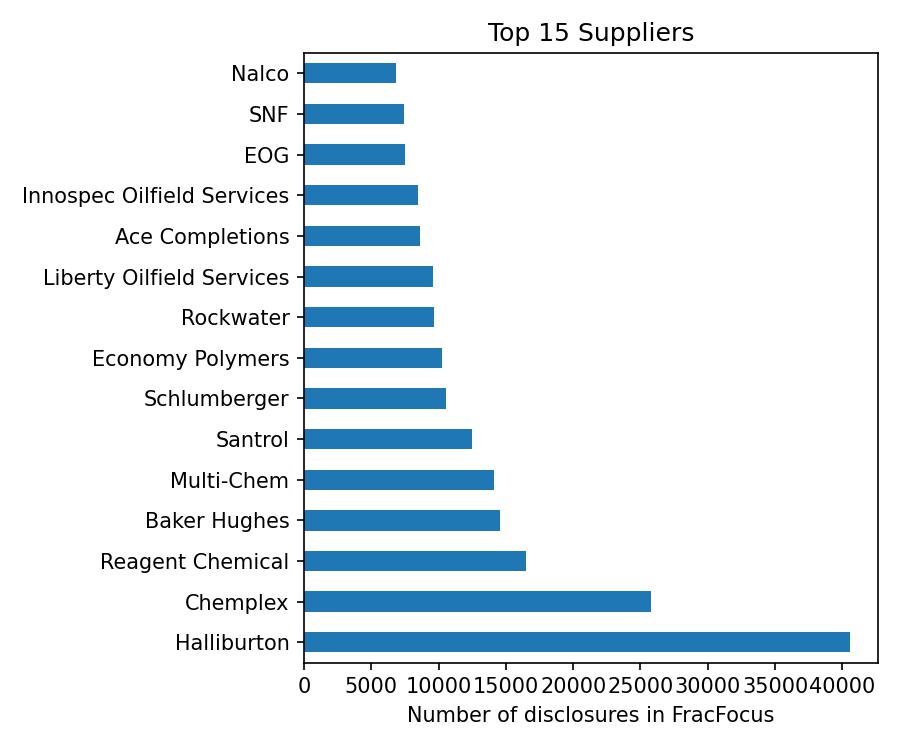 Top 15 Suppliers
Nalco
SNF
EOG
Innospec Oilfield Services
Ace Completions
Liberty Oilfield Services
Rockwater
Economy Polymers
Schlumberger
Santrol
Multi-Chem
Baker Hughes
Reagent Chemical
Chemplex
Halliburton
0 5000 10000 15000 20000 25000 30000 35000 40000
Number of disclosures in FracFocus